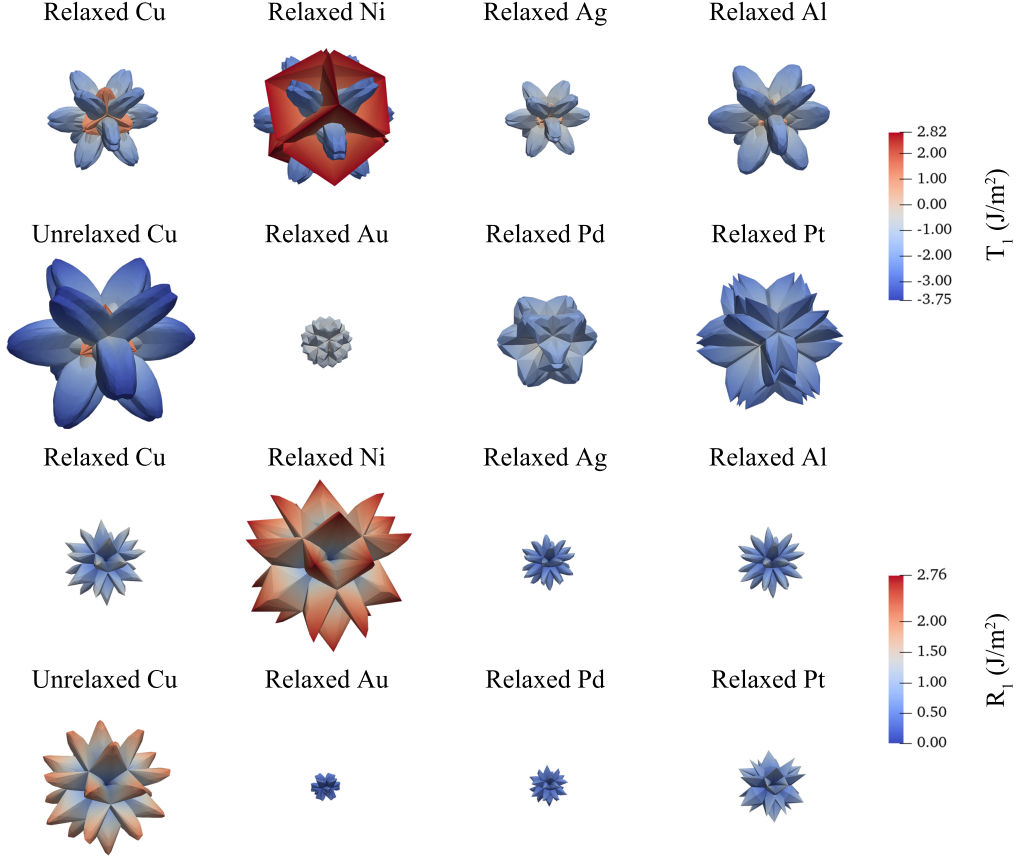 Relaxed Cu
Relaxed Ni
Relaxed Ag
Relaxed Al
2.82
2.00
1.00
0.00
-1.00
-2.00
-3.00
-3.75
T₁ (J/m²)
Unrelaxed Cu
Relaxed Au
Relaxed Pd
Relaxed Pt
Relaxed Cu
Relaxed Ni
Relaxed Ag
Relaxed Al
2.76
2.00
1.50
1.00
0.50
0.00
R₁ (J/m²)
Unrelaxed Cu
Relaxed Au
Relaxed Pd
Relaxed Pt